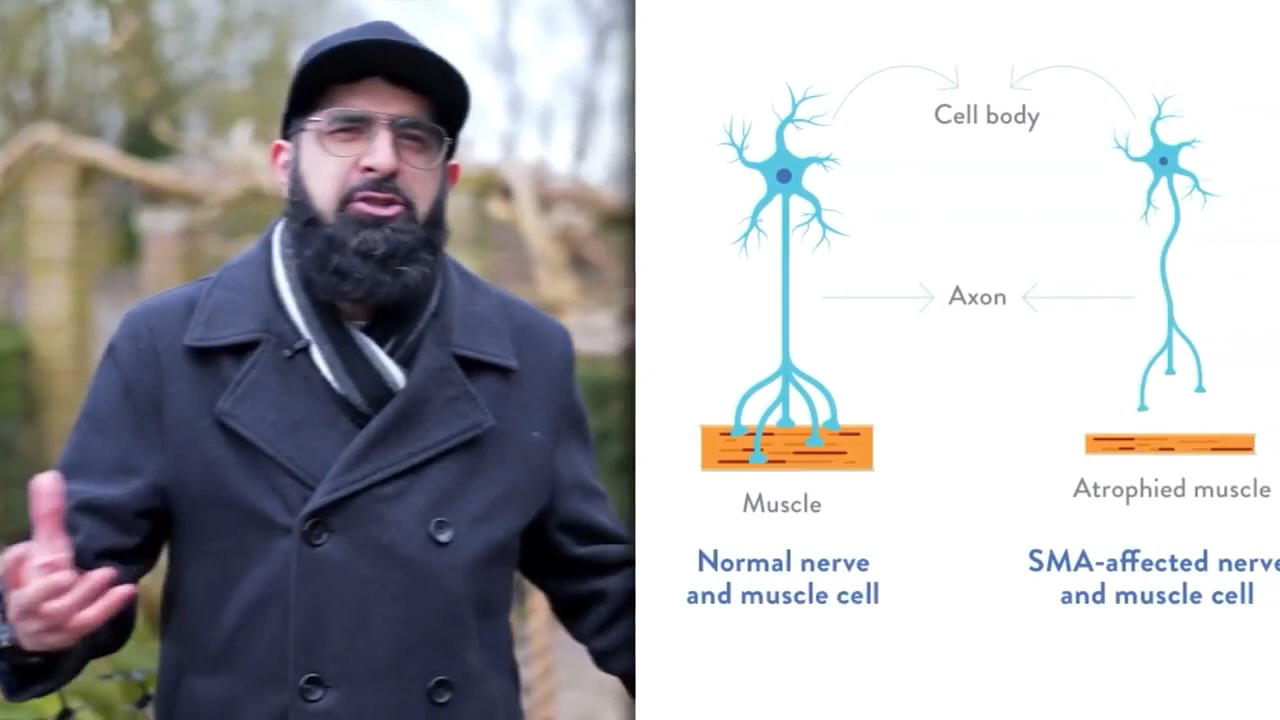 Cell body
Axon
Muscle
Atrophied muscle
Normal nerve
and muscle cell
SMA-affected nerve
and muscle cell